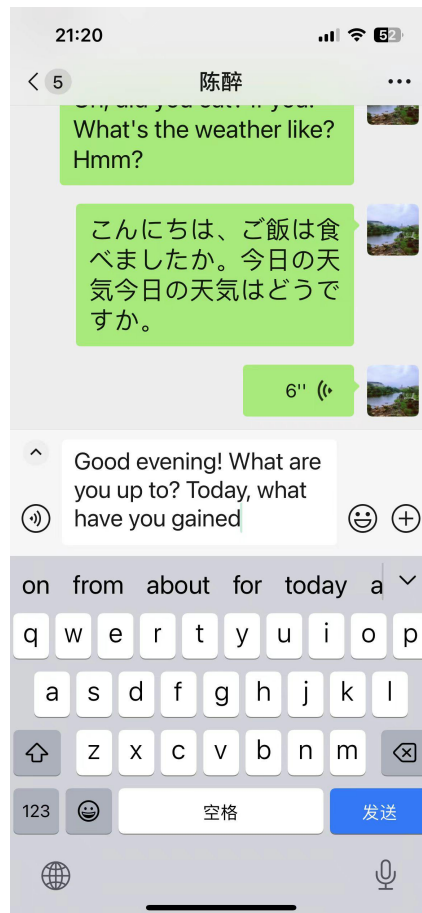 21:20
52
5
陈醉
What's the weather like?
Hmm?
こんにちは、ご飯は食
べましたか。今日の天
気今日の天気はどうで
すか。
6''
Good evening! What are
you up to? Today, what
have you gained
on from about for today a
q w e r t y u i o p
a s d f g h j k l
z x c v b n m
123 空格 发送